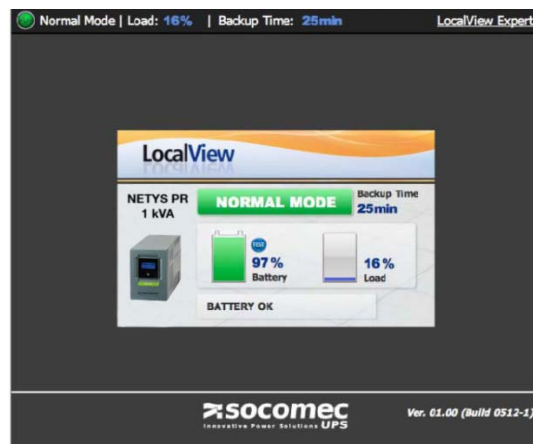 Normal Mode | Load: 16% | Backup Time: 25min LocalView Expert
LocalView
NETYS PR
1 kVA
NORMAL MODE
Backup Time
25min
TEST
97%
Battery
16%
Load
BATTERY OK
socomec
Innovative Power Solutions UPS
Ver. 01.00 (Build 0512-1)